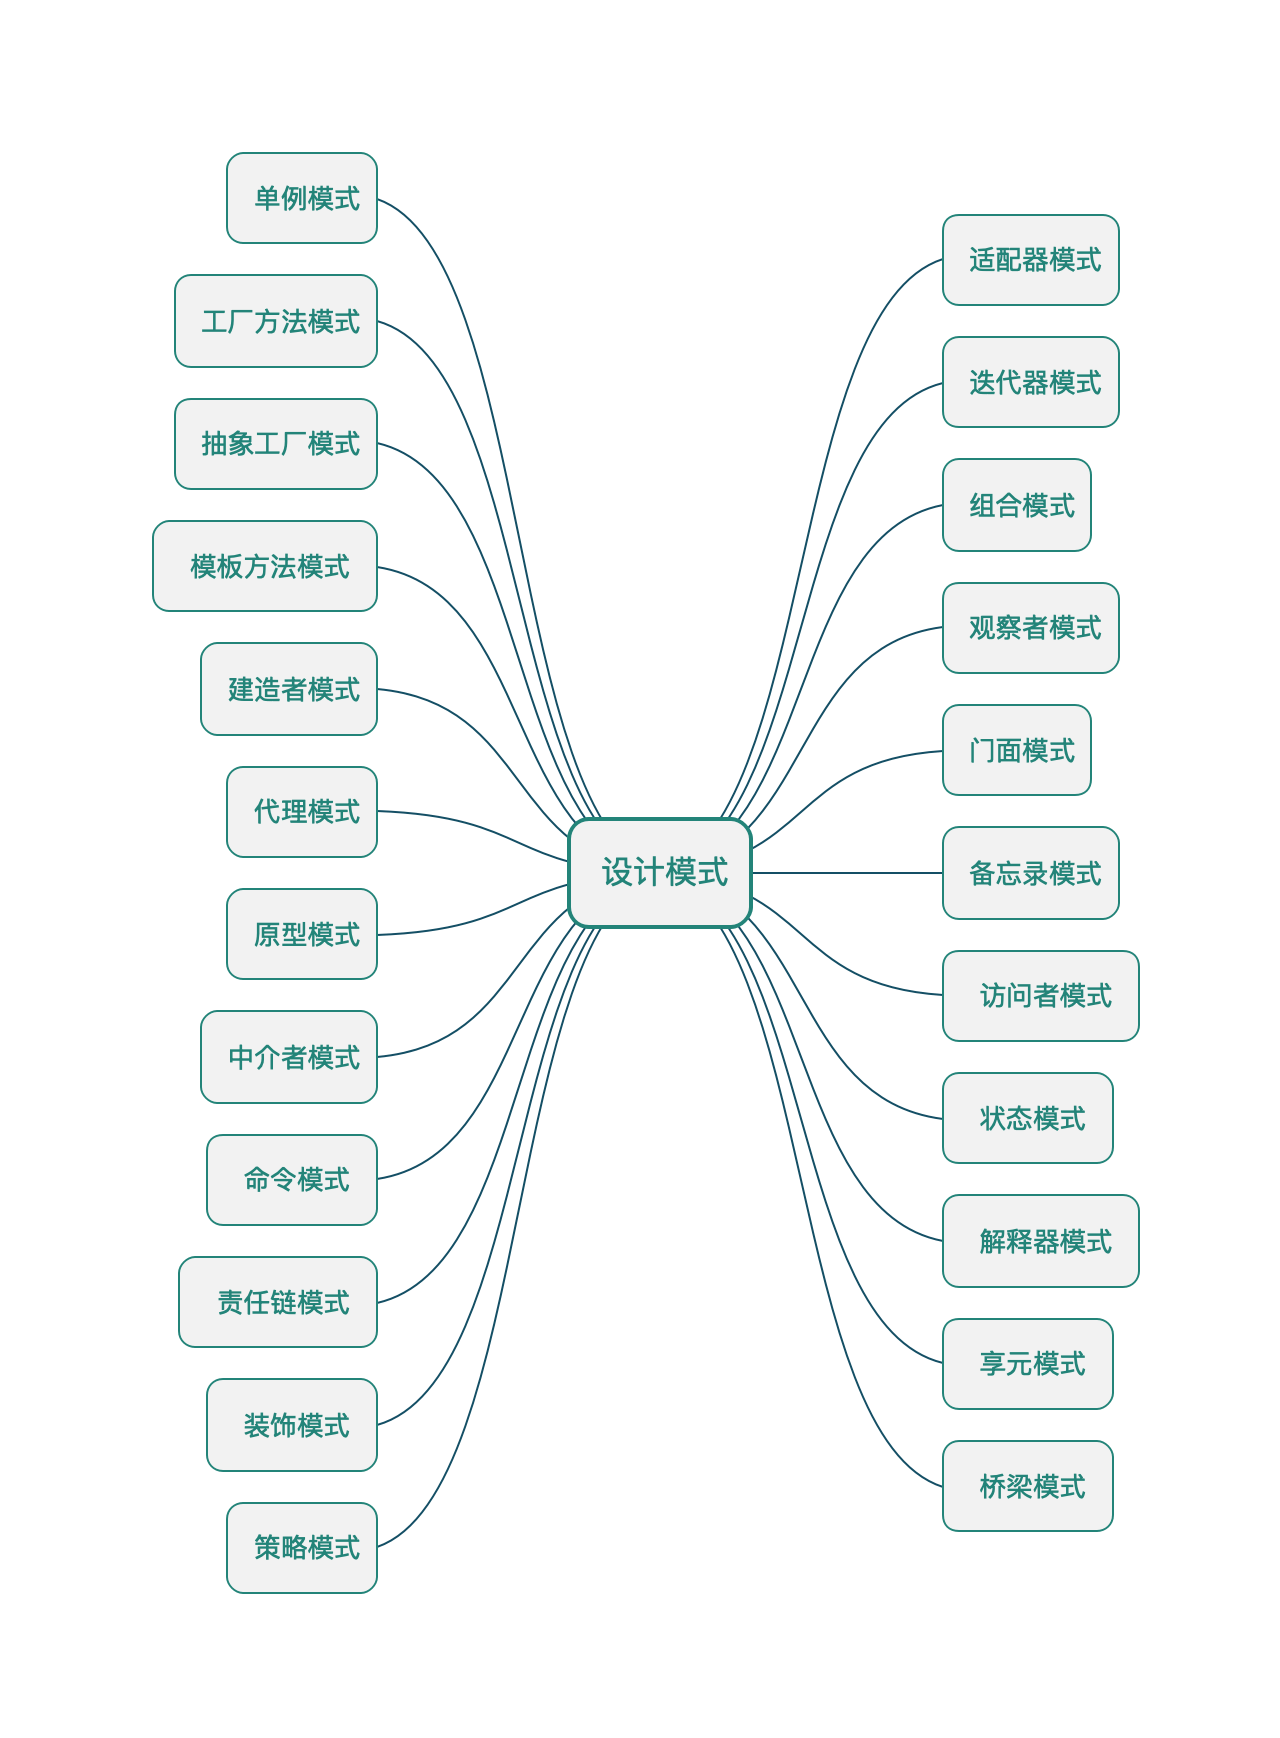 单例模式
工厂方法模式
抽象工厂模式
模板方法模式
建造者模式
代理模式
原型模式
中介者模式
命令模式
责任链模式
装饰模式
策略模式
设计模式
适配器模式
迭代器模式
组合模式
观察者模式
门面模式
备忘录模式
访问者模式
状态模式
解释器模式
享元模式
桥梁模式